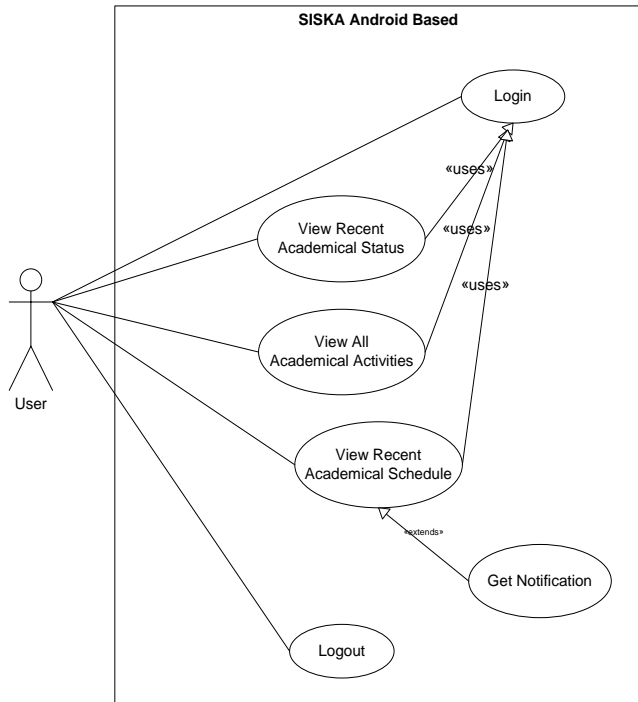 SISKA Android Based
Login
«uses»
View Recent
Academical Status
«uses»
«uses»
View All
Academical Activities
User
View Recent
Academical Schedule
«extends»
Get Notification
Logout